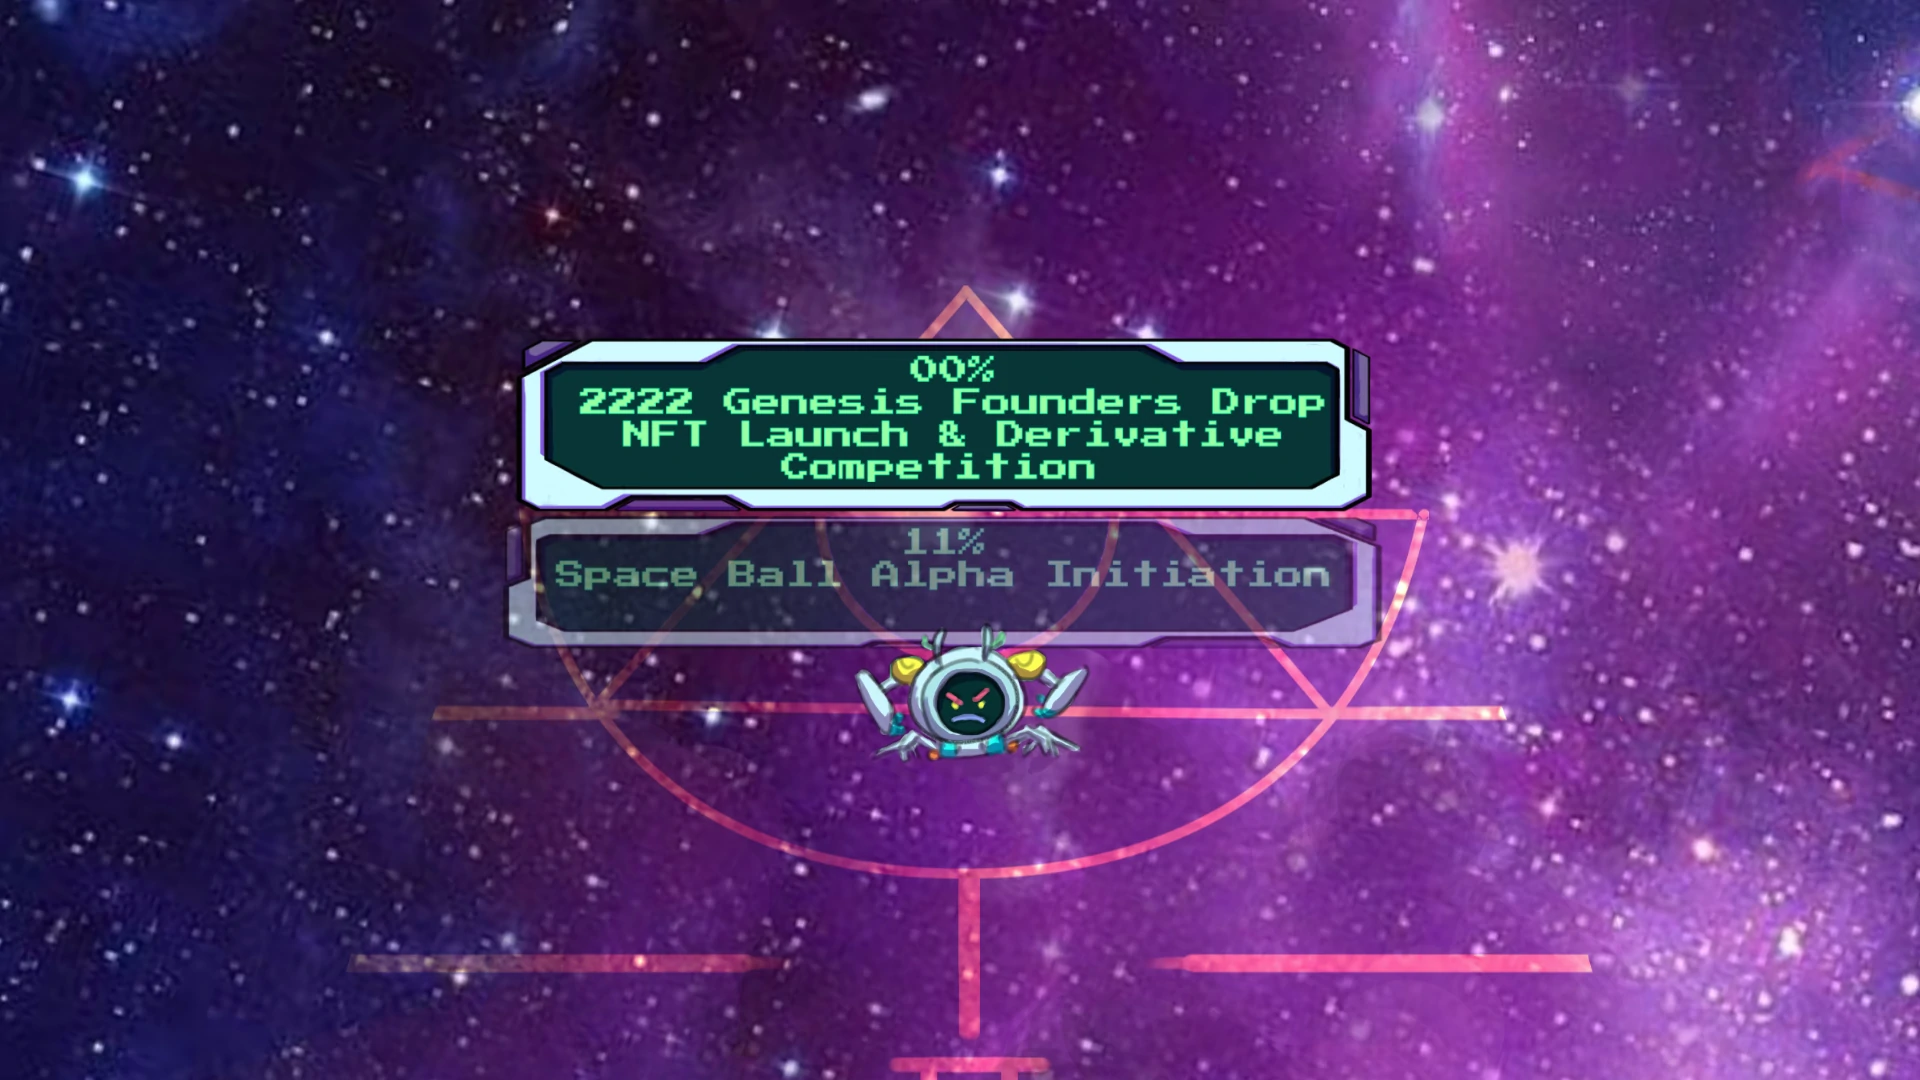 00%
2222 Genesis Founders Drop
NFT Launch & Derivative
Competition
11%
Space Ball Alpha Initiation